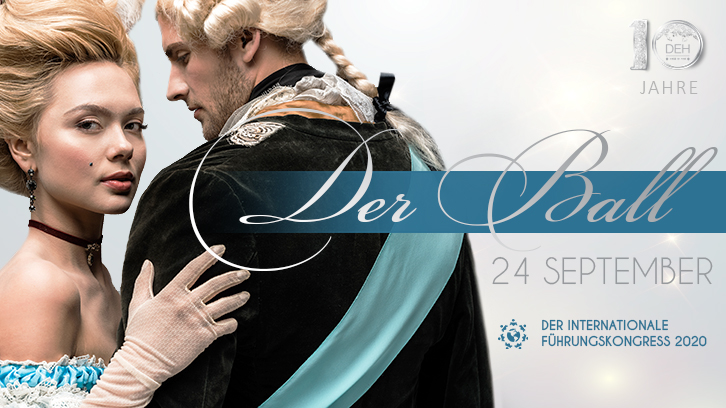 10
DEH
JAHRE
Der Ball
24 SEPTEMBER
DER INTERNATIONALE
FÜHRUNGSKONGRESS 2020